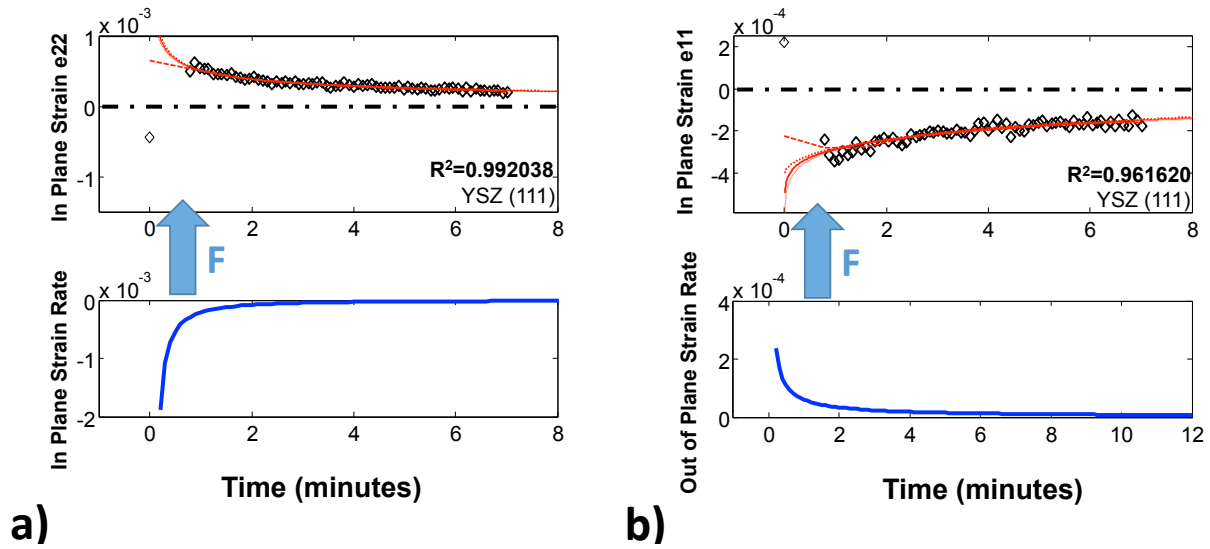 x 10^-3
In Plane Strain e22
1
0
-1
R²=0.992038
YSZ (111)
0 2 4 6 8
F
x 10^-3
In Plane Strain Rate
0
-1
-2
0 2 4 6 8
Time (minutes)
a)
x 10^-4
In Plane Strain e11
2
0
-2
-4
R²=0.961620
YSZ (111)
0 2 4 6 8
F
x 10^-4
Out of Plane Strain Rate
4
2
0
0 2 4 6 8 10 12
Time (minutes)
b)